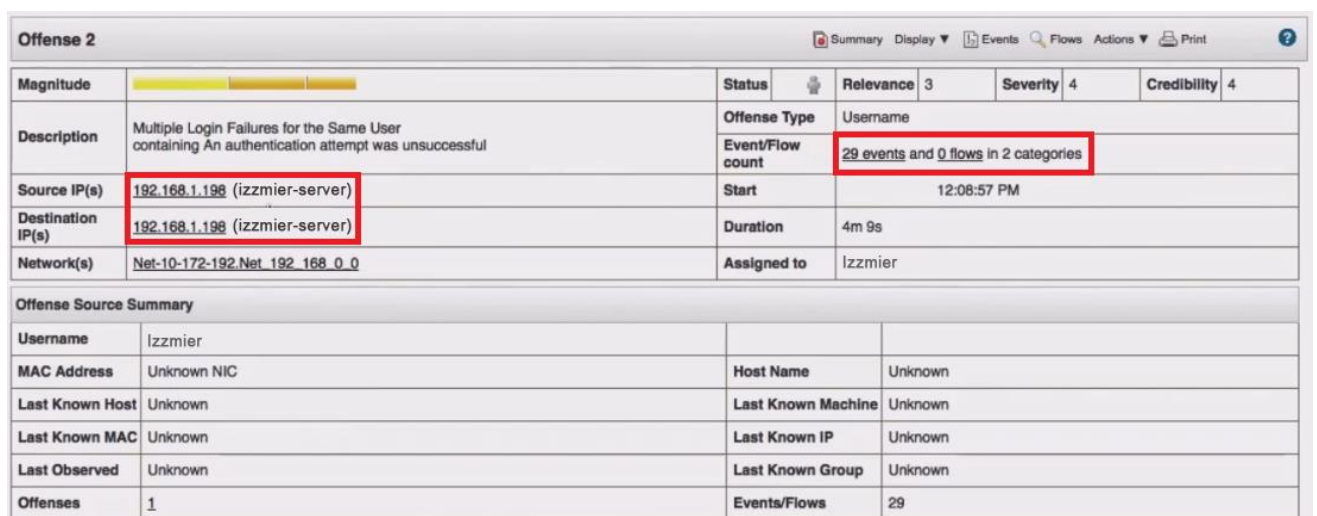 Offense 2 Summary Display ▼ Events Flows Actions ▼ Print ?
Magnitude Status Relevance 3 Severity 4 Credibility 4
Description Multiple Login Failures for the Same User
containing An authentication attempt was unsuccessful
Offense Type Username
Event/Flow count 29 events and 0 flows in 2 categories
Source IP(s) 192.168.1.198 (izzmier-server) Start 12:08:57 PM
Destination IP(s) 192.168.1.198 (izzmier-server) Duration 4m 9s
Network(s) Net-10-172-192.Net_192_168_0_0 Assigned to Izzmier
Offense Source Summary
Username Izzmier
MAC Address Unknown NIC Host Name Unknown
Last Known Host Unknown Last Known Machine Unknown
Last Known MAC Unknown Last Known IP Unknown
Last Observed Unknown Last Known Group Unknown
Offenses 1 Events/Flows 29